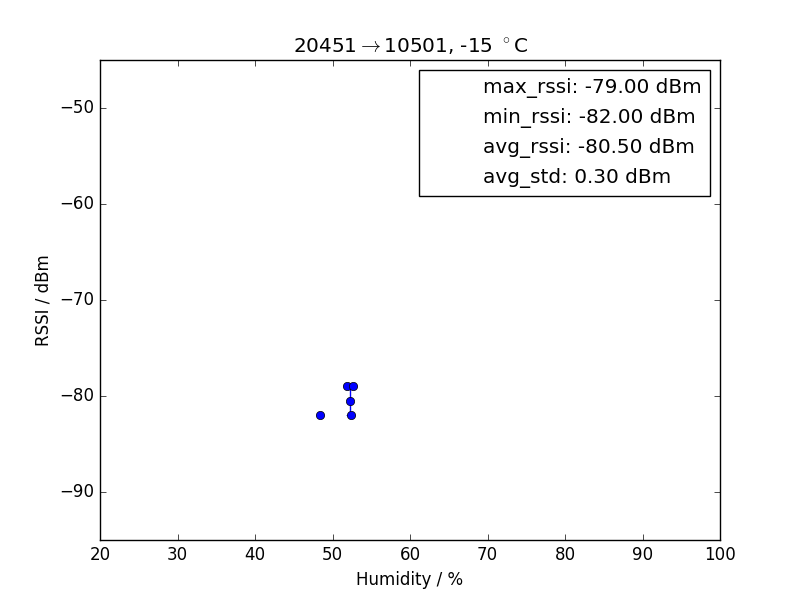 20451→10501, -15 °C
max_rssi: -79.00 dBm
min_rssi: -82.00 dBm
avg_rssi: -80.50 dBm
avg_std: 0.30 dBm
RSSI / dBm
−50
−60
−70
−80
−90
20 30 40 50 60 70 80 90 100
Humidity / %